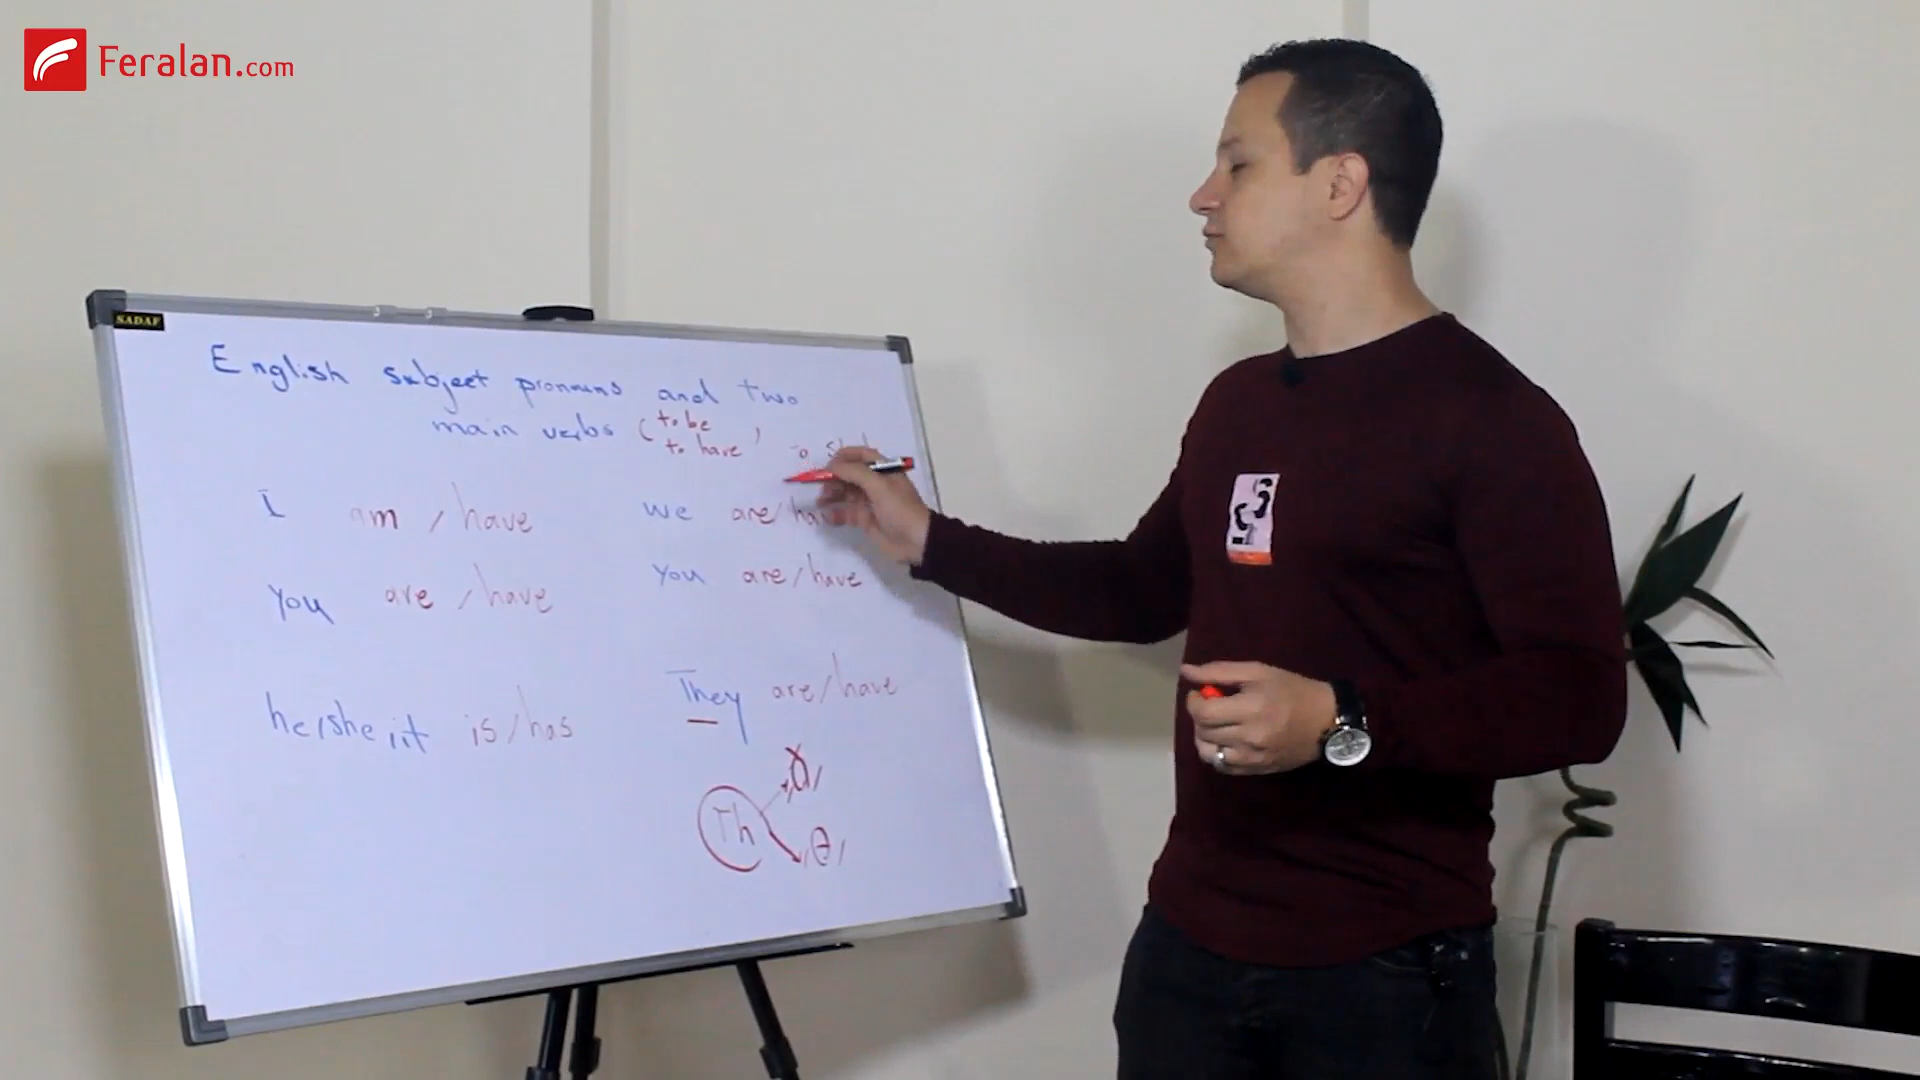 Feralan.com
SADAF
English subject pronouns and two
main verbs ( to be
to have ) to
I am / have
you are / have
he/she/it is/has
we are/
you are/have
They are/have
Th
/ð/
/θ/